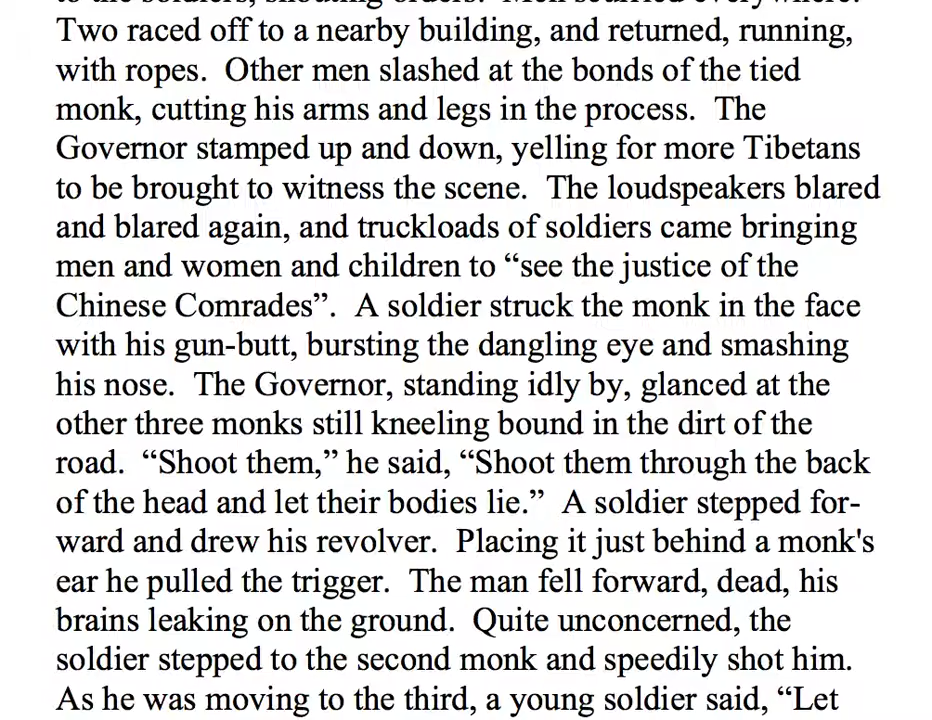 to the soldiers, shouting orders.  Men scurried everywhere.
Two raced off to a nearby building, and returned, running,
with ropes.  Other men slashed at the bonds of the tied
monk, cutting his arms and legs in the process.  The
Governor stamped up and down, yelling for more Tibetans
to be brought to witness the scene.  The loudspeakers blared
and blared again, and truckloads of soldiers came bringing
men and women and children to “see the justice of the
Chinese Comrades”.  A soldier struck the monk in the face
with his gun-butt, bursting the dangling eye and smashing
his nose.  The Governor, standing idly by, glanced at the
other three monks still kneeling bound in the dirt of the
road.  “Shoot them,” he said, “Shoot them through the back
of the head and let their bodies lie.”  A soldier stepped for-
ward and drew his revolver.  Placing it just behind a monk's
ear he pulled the trigger.  The man fell forward, dead, his
brains leaking on the ground.  Quite unconcerned, the
soldier stepped to the second monk and speedily shot him.
As he was moving to the third, a young soldier said, “Let